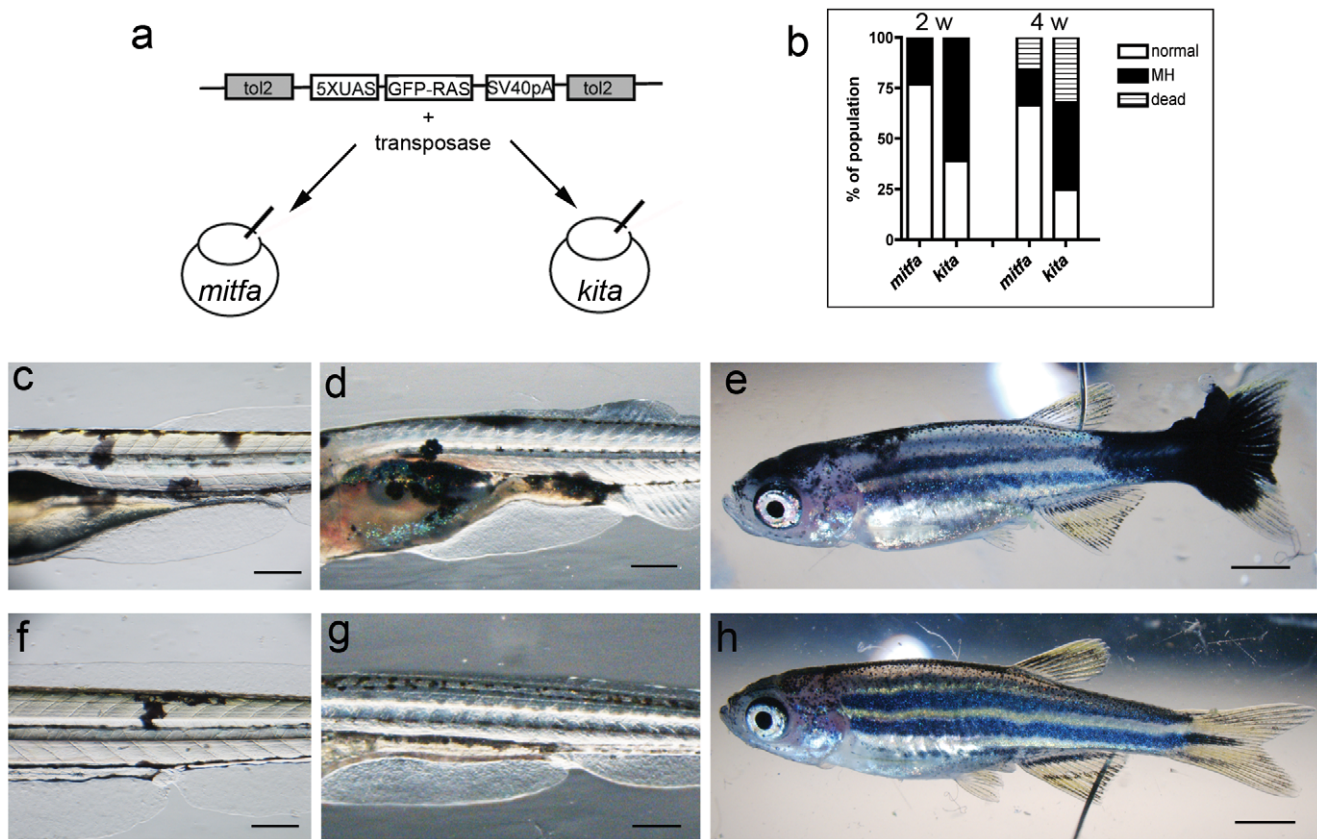 a
tol2 5XUAS GFP-RAS SV40pA tol2
+
transposase
mitfa kita
b
2 w 4 w
100
75
50
25
0
% of population
mitfa kita mitfa kita
normal
MH
dead
c d e
f g h